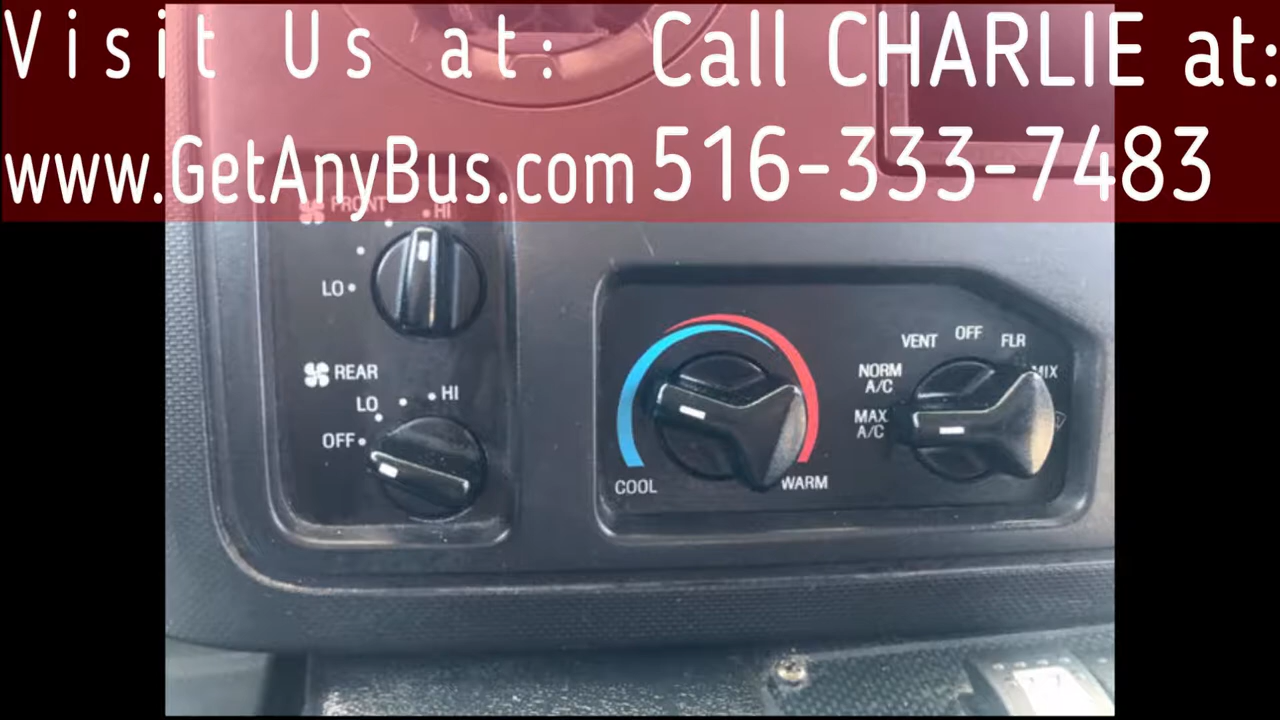 Visit Us at:
www.GetAnyBus.com
Call CHARLIE at:
516-333-7483
FRONT
HI
LO
REAR
LO
HI
OFF
COOL
WARM
VENT
OFF
FLR
NORM
A/C
MIX
MAX
A/C